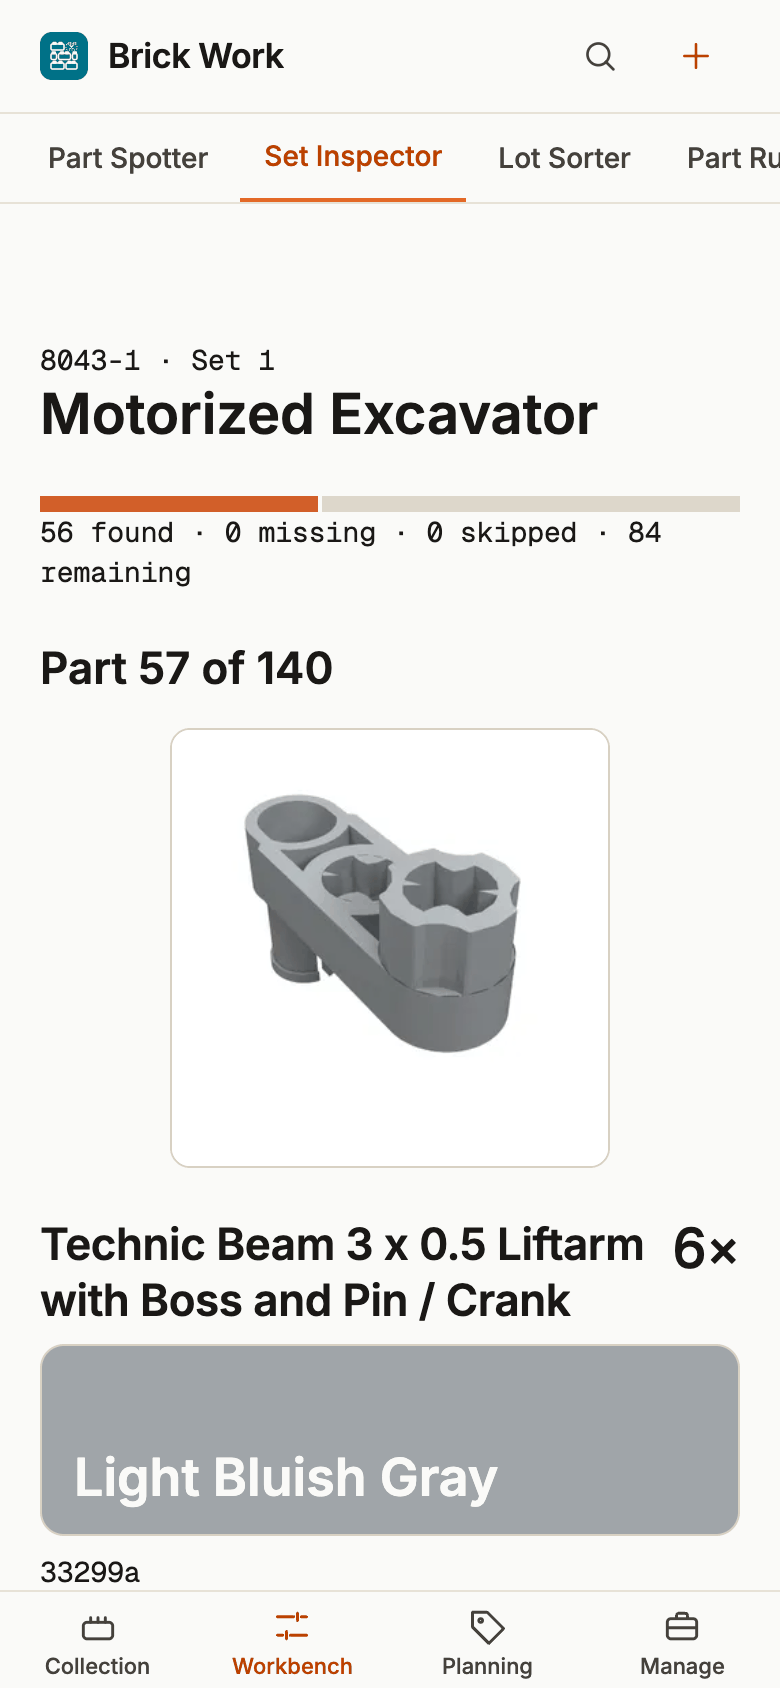 Brick Work
Part Spotter
Set Inspector
Lot Sorter
Part Ru
8043-1 · Set 1
Motorized Excavator
56 found · 0 missing · 0 skipped · 84
remaining
Part 57 of 140
Technic Beam 3 x 0.5 Liftarm
with Boss and Pin / Crank
6×
Light Bluish Gray
33299a
Collection
Workbench
Planning
Manage